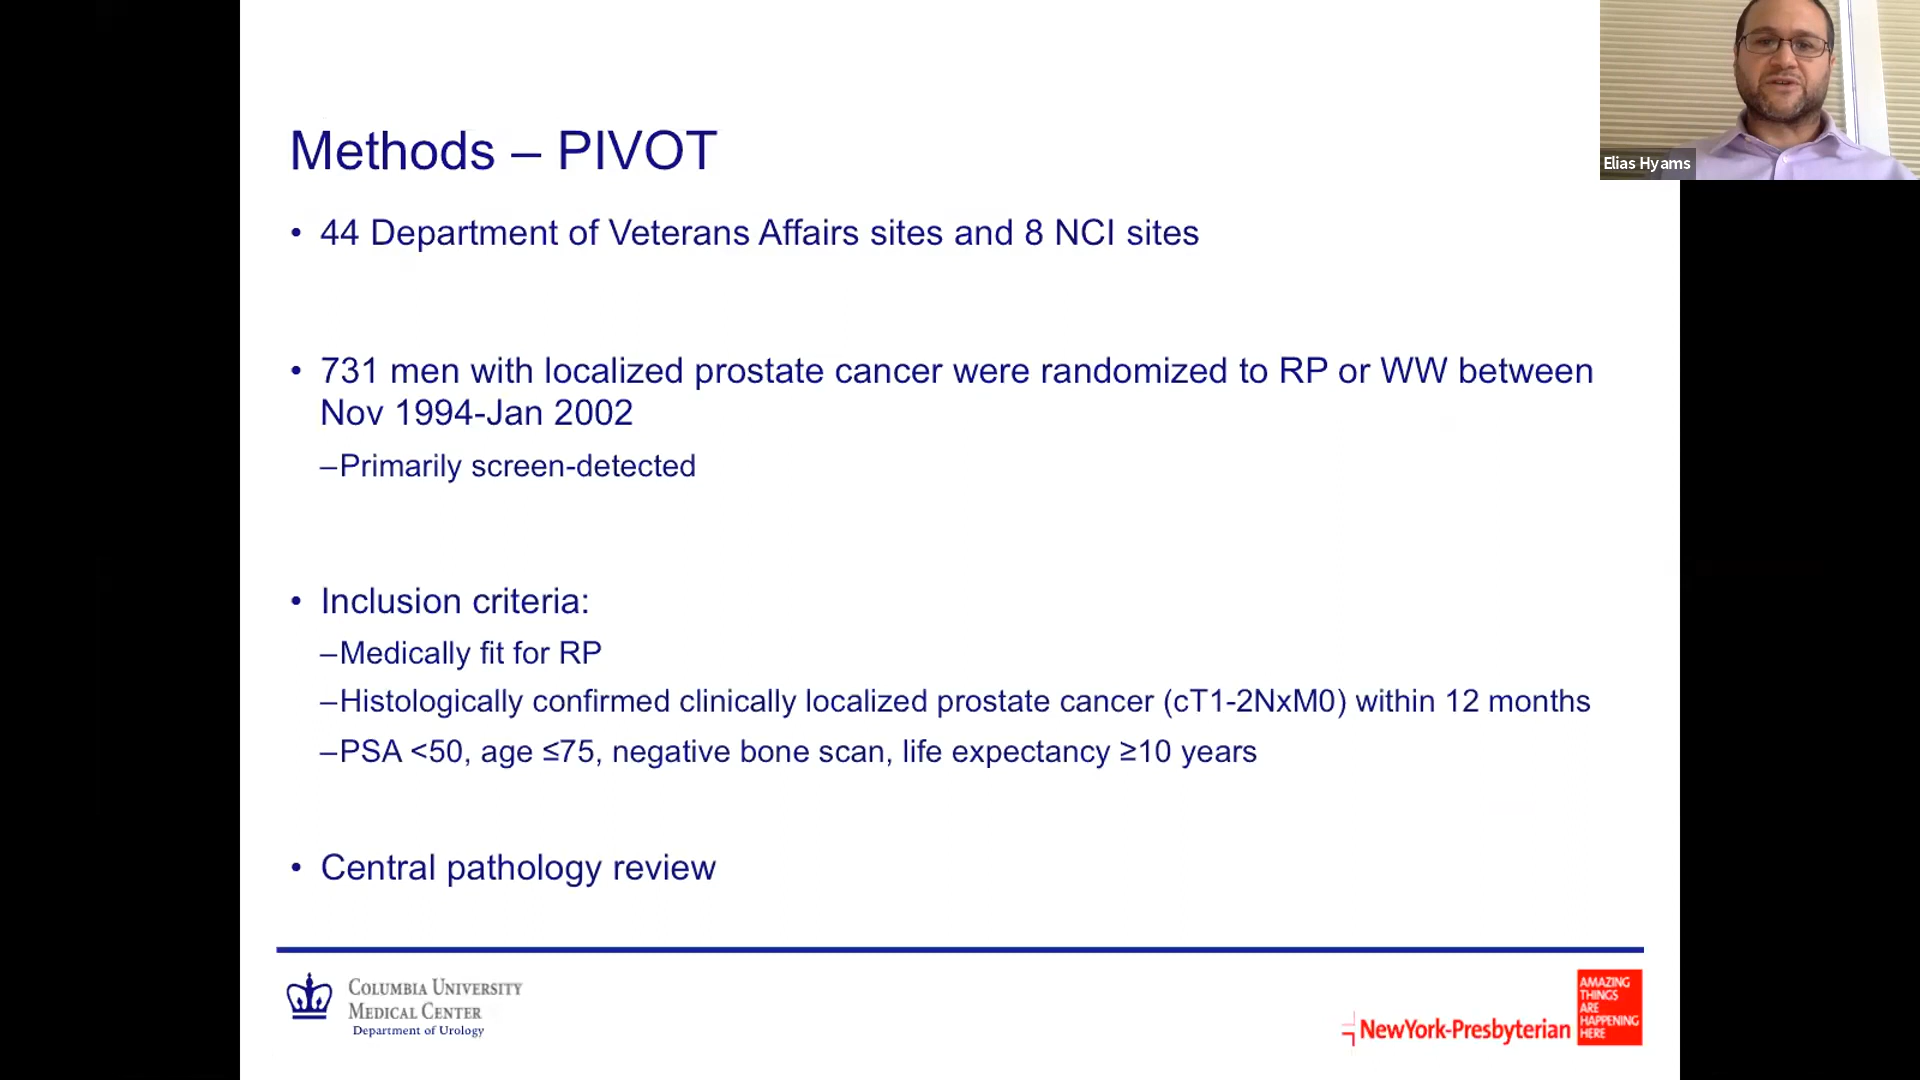 Methods – PIVOT
• 44 Department of Veterans Affairs sites and 8 NCI sites
• 731 men with localized prostate cancer were randomized to RP or WW between
Nov 1994-Jan 2002
–Primarily screen-detected
• Inclusion criteria:
–Medically fit for RP
–Histologically confirmed clinically localized prostate cancer (cT1-2NxM0) within 12 months
–PSA <50, age ≤75, negative bone scan, life expectancy ≥10 years
• Central pathology review
Elias Hyams
COLUMBIA UNIVERSITY
MEDICAL CENTER
Department of Urology
NewYork-Presbyterian
AMAZING
THINGS
ARE
HAPPENING
HERE